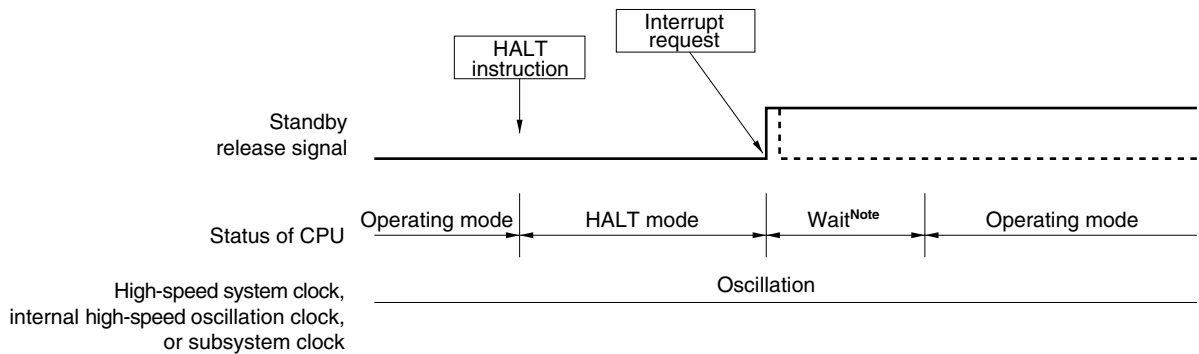 Interrupt
request
HALT
instruction
Standby
release signal
Status of CPU
Operating mode
HALT mode
WaitNote
Operating mode
High-speed system clock,
internal high-speed oscillation clock,
or subsystem clock
Oscillation